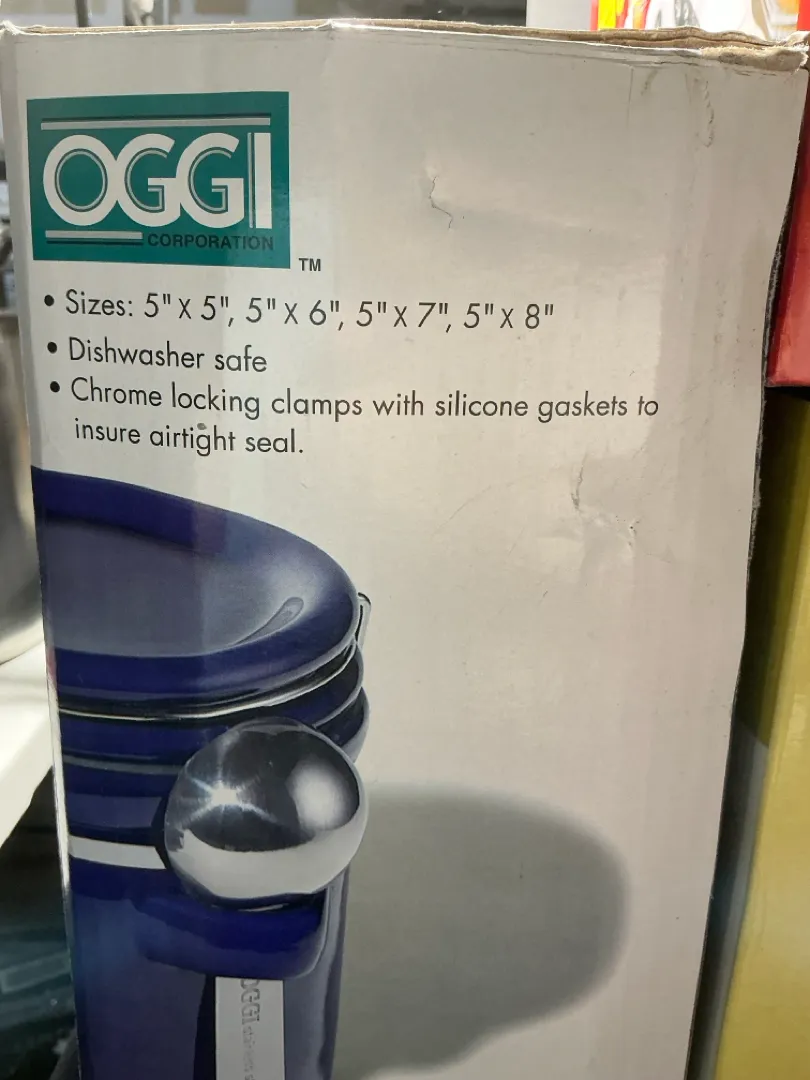 OGGI
CORPORATION
TM
• Sizes: 5" X 5", 5" X 6", 5" X 7", 5" X 8"
• Dishwasher safe
• Chrome locking clamps with silicone gaskets to
insure airtight seal.
OGGI